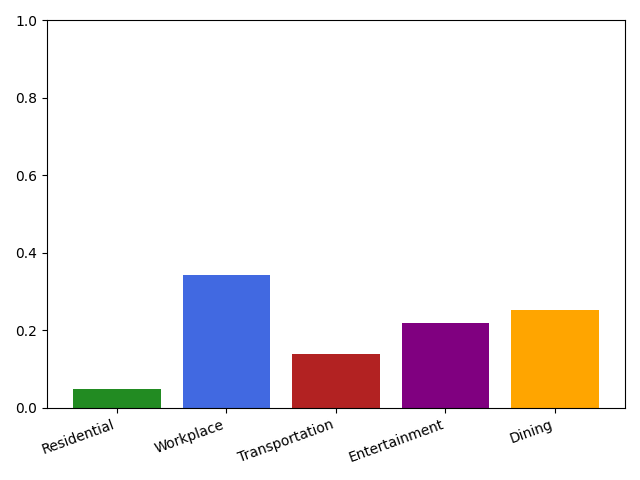 1.0
0.8
0.6
0.4
0.2
0.0
Residential
Workplace
Transportation
Entertainment
Dining